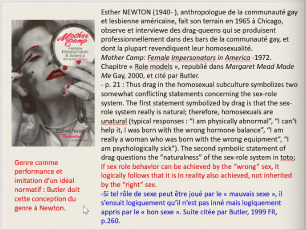 Esther NEWTON (1940- ), anthropologue de la communauté gay
et lesbienne américaine, fait son terrain en 1965 à Chicago,
observe et interviewe des drag-queens qui se produisent
professionnellement dans des bars de la communauté gay, et
dont la plupart revendiquent leur homosexualité.
Mother Camp: Female Impersonators in America -1972.
Chapitre « Role models », republié dans Margaret Mead Made
Me Gay, 2000, et cité par Butler.
- p. 21 : Thus drag in the homosexual subculture symbolizes two
somewhat conflicting statements concerning the sex-role
system. The first statement symbolized by drag is that the sex-
role system really is natural; therefore, homosexuals are
unnatural (typical responses : "I am physically abnormal", "I can't
help it, I was born with the wrong hormone balance", "I am
really a woman who was born with the wrong equipment", "I
am psychologically sick"). The second symbolic statement of
drag questions the "naturalness" of the sex-role system in toto;
If sex role behavior can be achieved by the "wrong" sex, it
logically follows that it is in reality also achieved, not inherited
by the "right" sex.
-Si tel rôle de sexe peut être joué par le « mauvais sexe », il
s'ensuit logiquement qu'il n'est pas inné mais logiquement
appris par le « bon sexe ». Suite citée par Butler, 1999 FR,
p.260.
Mother
Camp
Female
Impersonators
in America
Genre comme
performance et
imitation d'un idéal
normatif : Butler doit
cette conception du
genre à Newton.